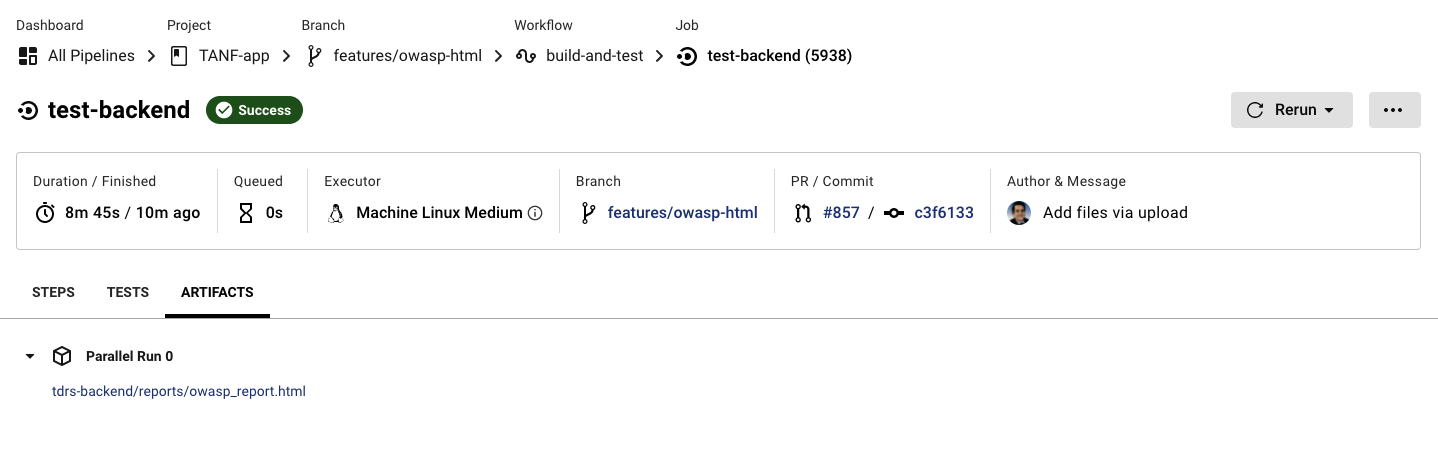 Dashboard Project Branch Workflow Job
All Pipelines TANF-app features/owasp-html build-and-test test-backend (5938)
test-backend Success Rerun
Duration / Finished Queued Executor Branch PR / Commit Author & Message
8m 45s / 10m ago 0s Machine Linux Medium features/owasp-html #857 / c3f6133 Add files via upload
STEPS TESTS ARTIFACTS
Parallel Run 0
tdrs-backend/reports/owasp_report.html